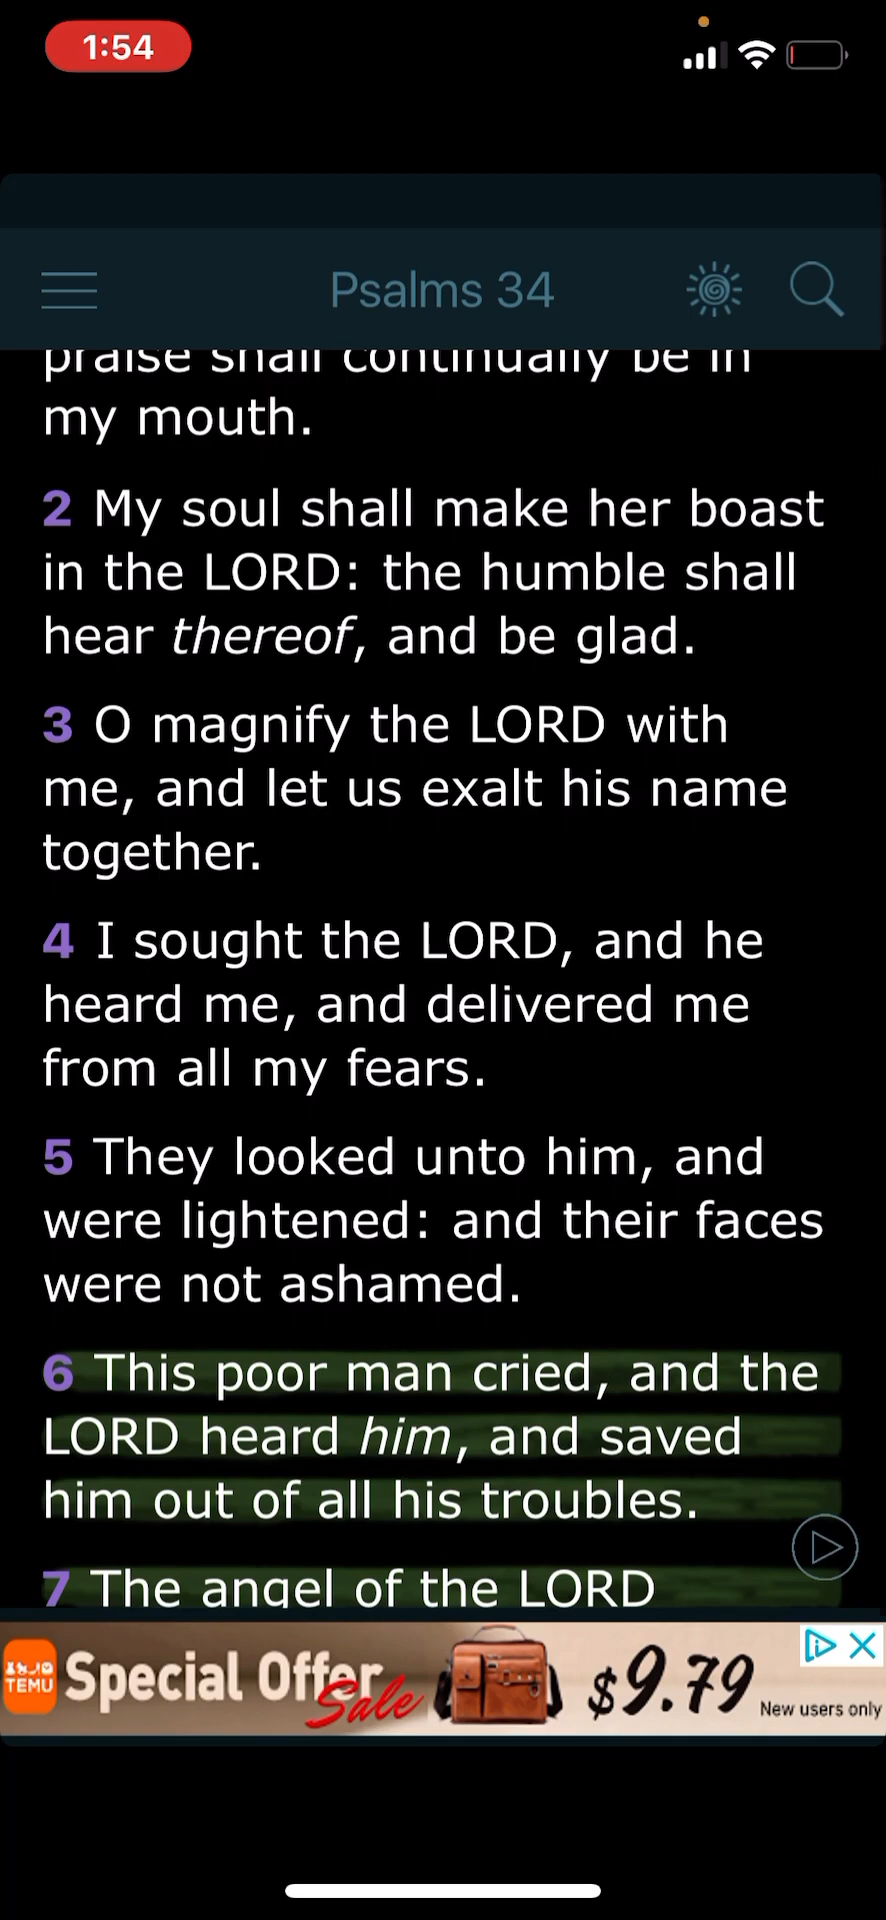 1:54
Psalms 34
praise shall continually be in
my mouth.
2 My soul shall make her boast
in the LORD: the humble shall
hear thereof, and be glad.
3 O magnify the LORD with
me, and let us exalt his name
together.
4 I sought the LORD, and he
heard me, and delivered me
from all my fears.
5 They looked unto him, and
were lightened: and their faces
were not ashamed.
6 This poor man cried, and the
LORD heard him, and saved
him out of all his troubles.
7 The angel of the LORD
TEMU
Special Offer
Sale
$9.79
New users only